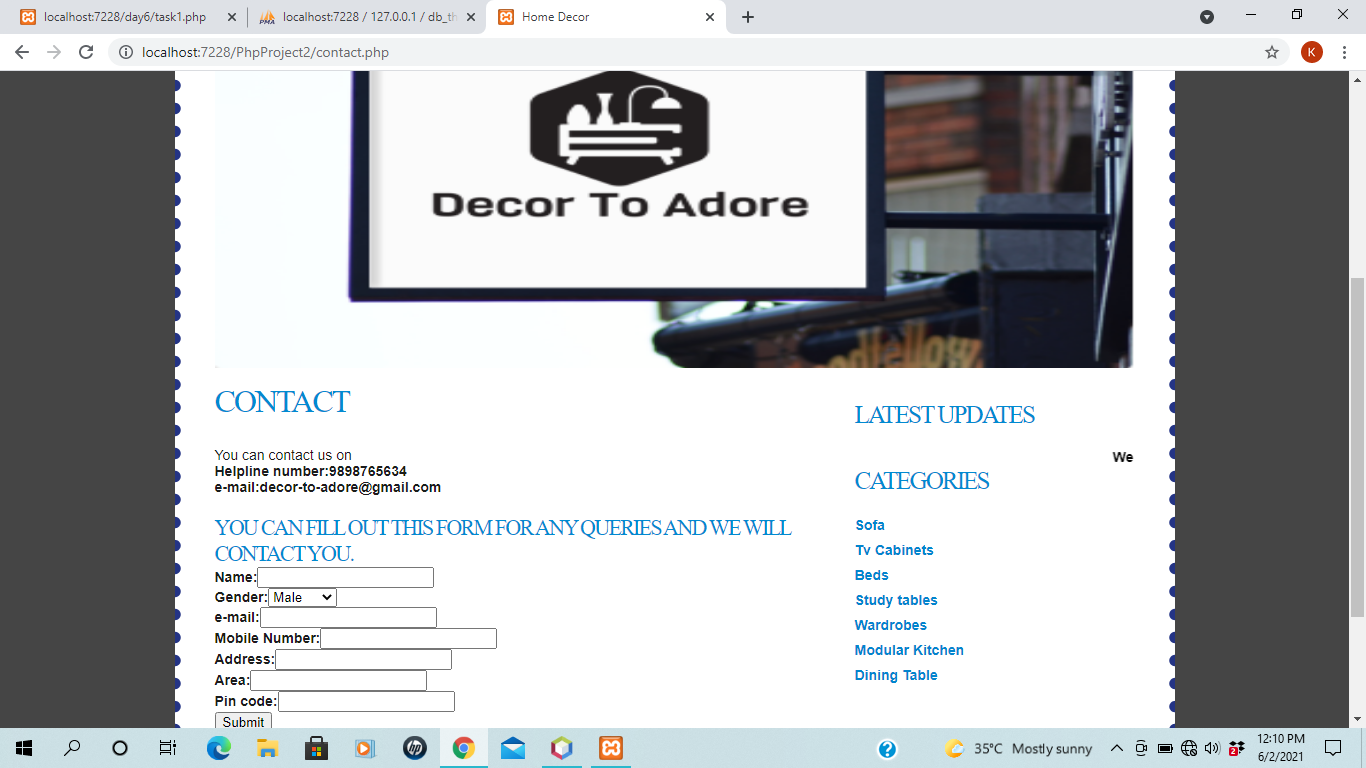 localhost:7228/day6/task1.php
localhost:7228 / 127.0.0.1 / db_th
Home Decor
localhost:7228/PhpProject2/contact.php
K
Decor To Adore
CONTACT
You can contact us on
Helpline number:9898765634
e-mail:decor-to-adore@gmail.com
YOU CAN FILL OUT THIS FORM FOR ANY QUERIES AND WE WILL
CONTACT YOU.
Name:
Gender: Male
e-mail:
Mobile Number:
Address:
Area:
Pin code:
Submit
LATEST UPDATES
We
CATEGORIES
Sofa
Tv Cabinets
Beds
Study tables
Wardrobes
Modular Kitchen
Dining Table
35°C Mostly sunny
2
12:10 PM
6/2/2021